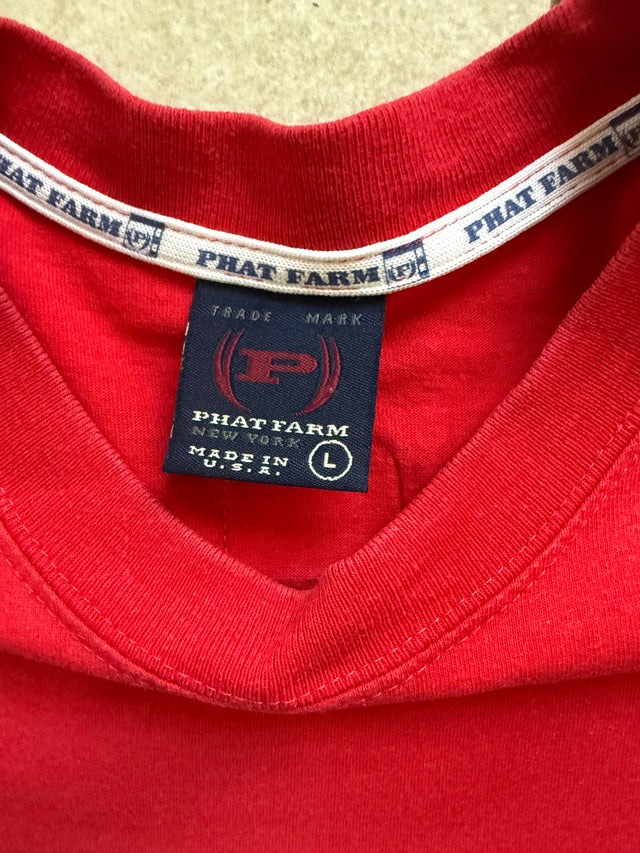 PHAT FARM P
PHAT FARM P
PHAT FARM
TRADE MARK
P
PHAT FARM
NEW YORK
MADE IN
U.S.A.
L